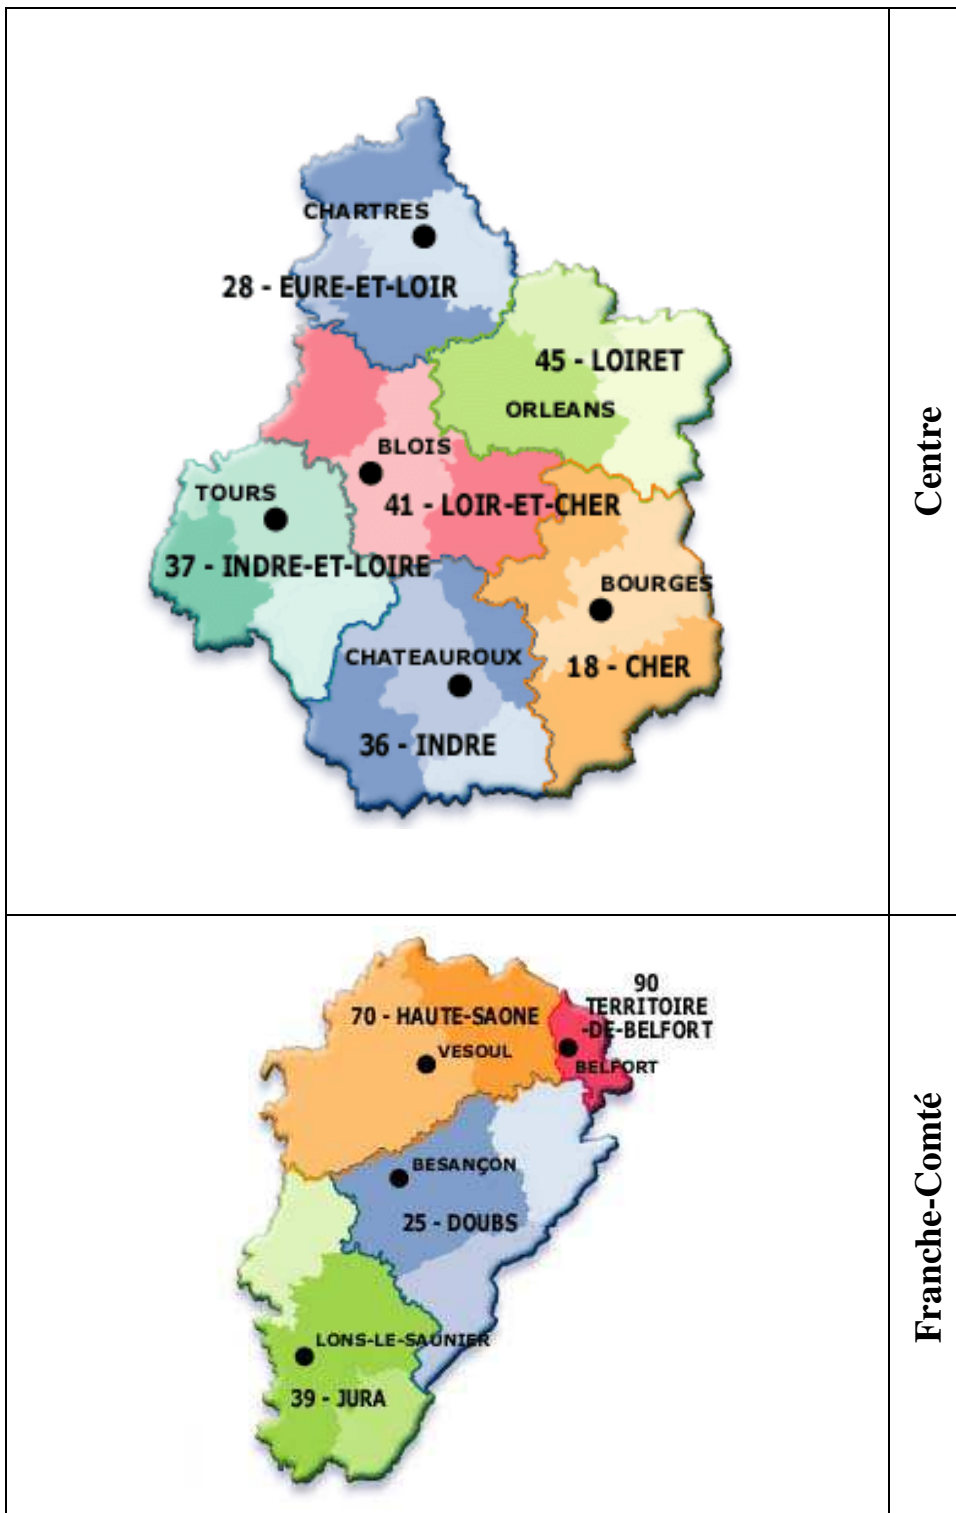 CHARTRES
28 - EURE-ET-LOIR
45 - LOIRET
ORLEANS
BLOIS
TOURS
41 - LOIR-ET-CHER
37 - INDRE-ET-LOIRE
BOURGES
CHATEAUROUX
18 - CHER
36 - INDRE
Centre
90
TERRITOIRE
-DE-BELFORT
70 - HAUTE-SAONE
VESOUL
BELFORT
BESANÇON
25 - DOUBS
LONS-LE-SAUNIER
39 - JURA
Franche-Comté